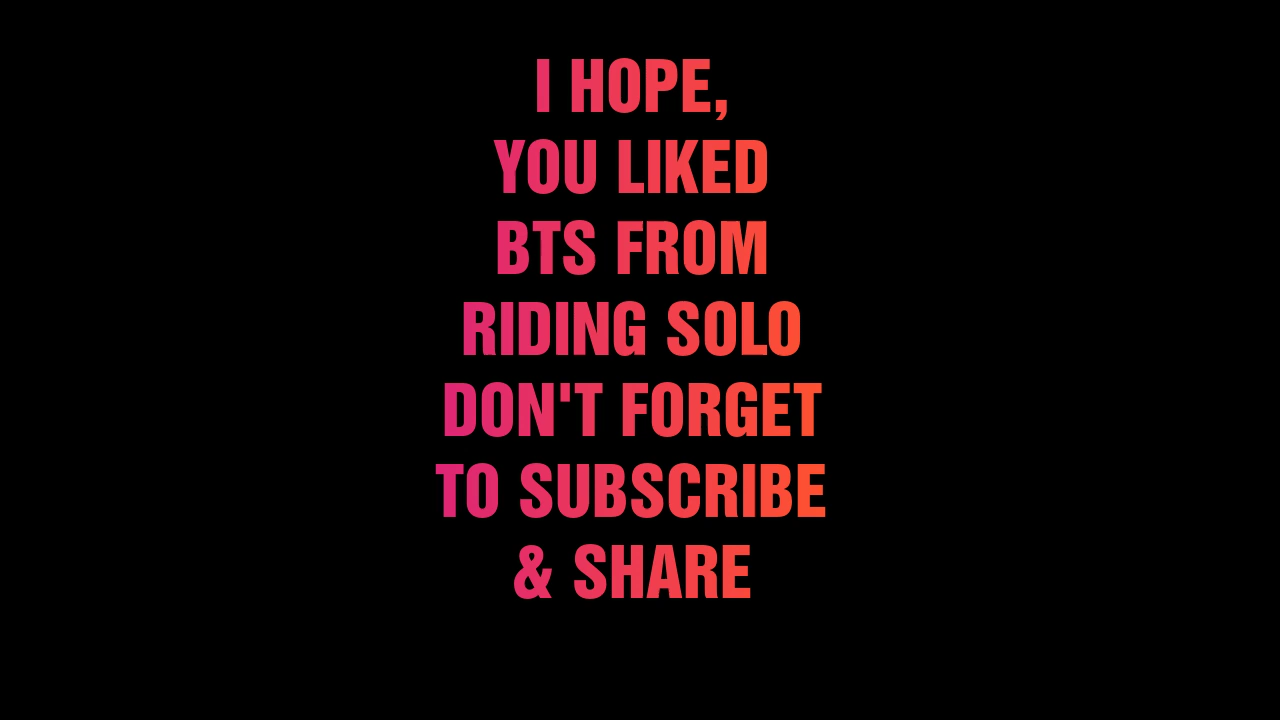 I HOPE,
YOU LIKED
BTS FROM
RIDING SOLO
DON'T FORGET
TO SUBSCRIBE
& SHARE